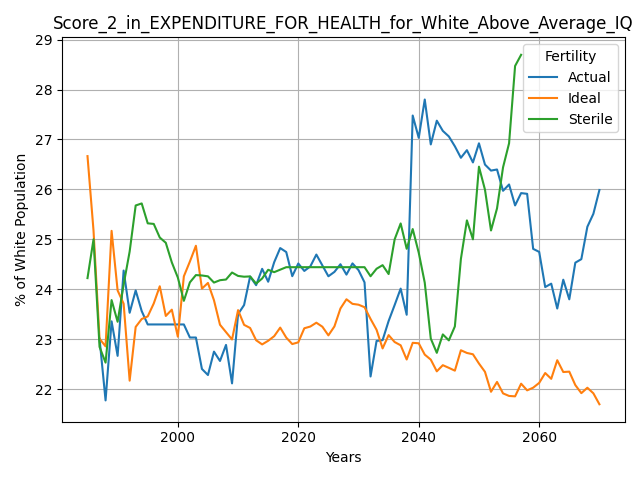 Score_2_in_EXPENDITURE_FOR_HEALTH_for_White_Above_Average_IQ
29
28
27
26
25
24
23
22
% of White Population
Fertility
Actual
Ideal
Sterile
2000
2020
2040
2060
Years